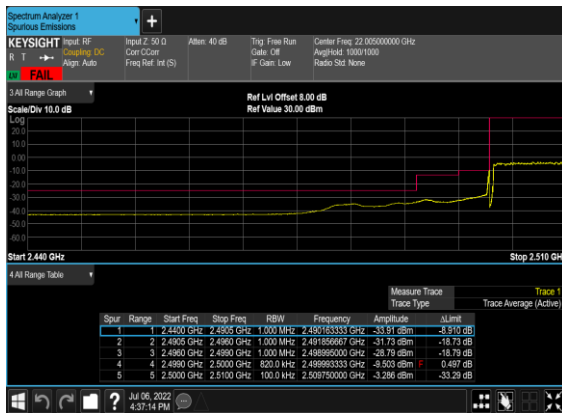 Spectrum Analyzer 1
Spurious Emissions
+
KEYSIGHT Input: RF Input Z: 50 Ω Atten: 40 dB Trig: Free Run Center Freq: 22.005000000 GHz
R T Coupling: DC Corr CCorr Gate: Off Avg|Hold: 1000/1000
Align: Auto Freq Ref: Int (S) IF Gain: Low Radio Std: None
LW FAIL
3 All Range Graph
Ref Lvl Offset 8.00 dB
Scale/Div 10.0 dB Ref Value 30.00 dBm
Log
20.0
10.0
0.00
-10.0
-20.0
-30.0
-40.0
-50.0
-60.0
Start 2.440 GHz Stop 2.510 GHz
4 All Range Table
Measure Trace Trace 1
Trace Type Trace Average (Active)
Spur Range Start Freq Stop Freq RBW Frequency Amplitude ΔLimit
1 1 2.4400 GHz 2.4905 GHz 1.000 MHz 2.490163333 GHz -33.91 dBm -8.910 dB
2 2 2.4905 GHz 2.4960 GHz 1.000 MHz 2.491856667 GHz -31.73 dBm -18.73 dB
3 3 2.4960 GHz 2.4990 GHz 1.000 MHz 2.498995000 GHz -28.79 dBm -18.79 dB
4 4 2.4990 GHz 2.5000 GHz 820.0 kHz 2.499993333 GHz -9.503 dBm F 0.497 dB
5 5 2.5000 GHz 2.5100 GHz 100.0 kHz 2.509750000 GHz -3.286 dBm -33.29 dB
? Jul 06, 2022
4:37:14 PM